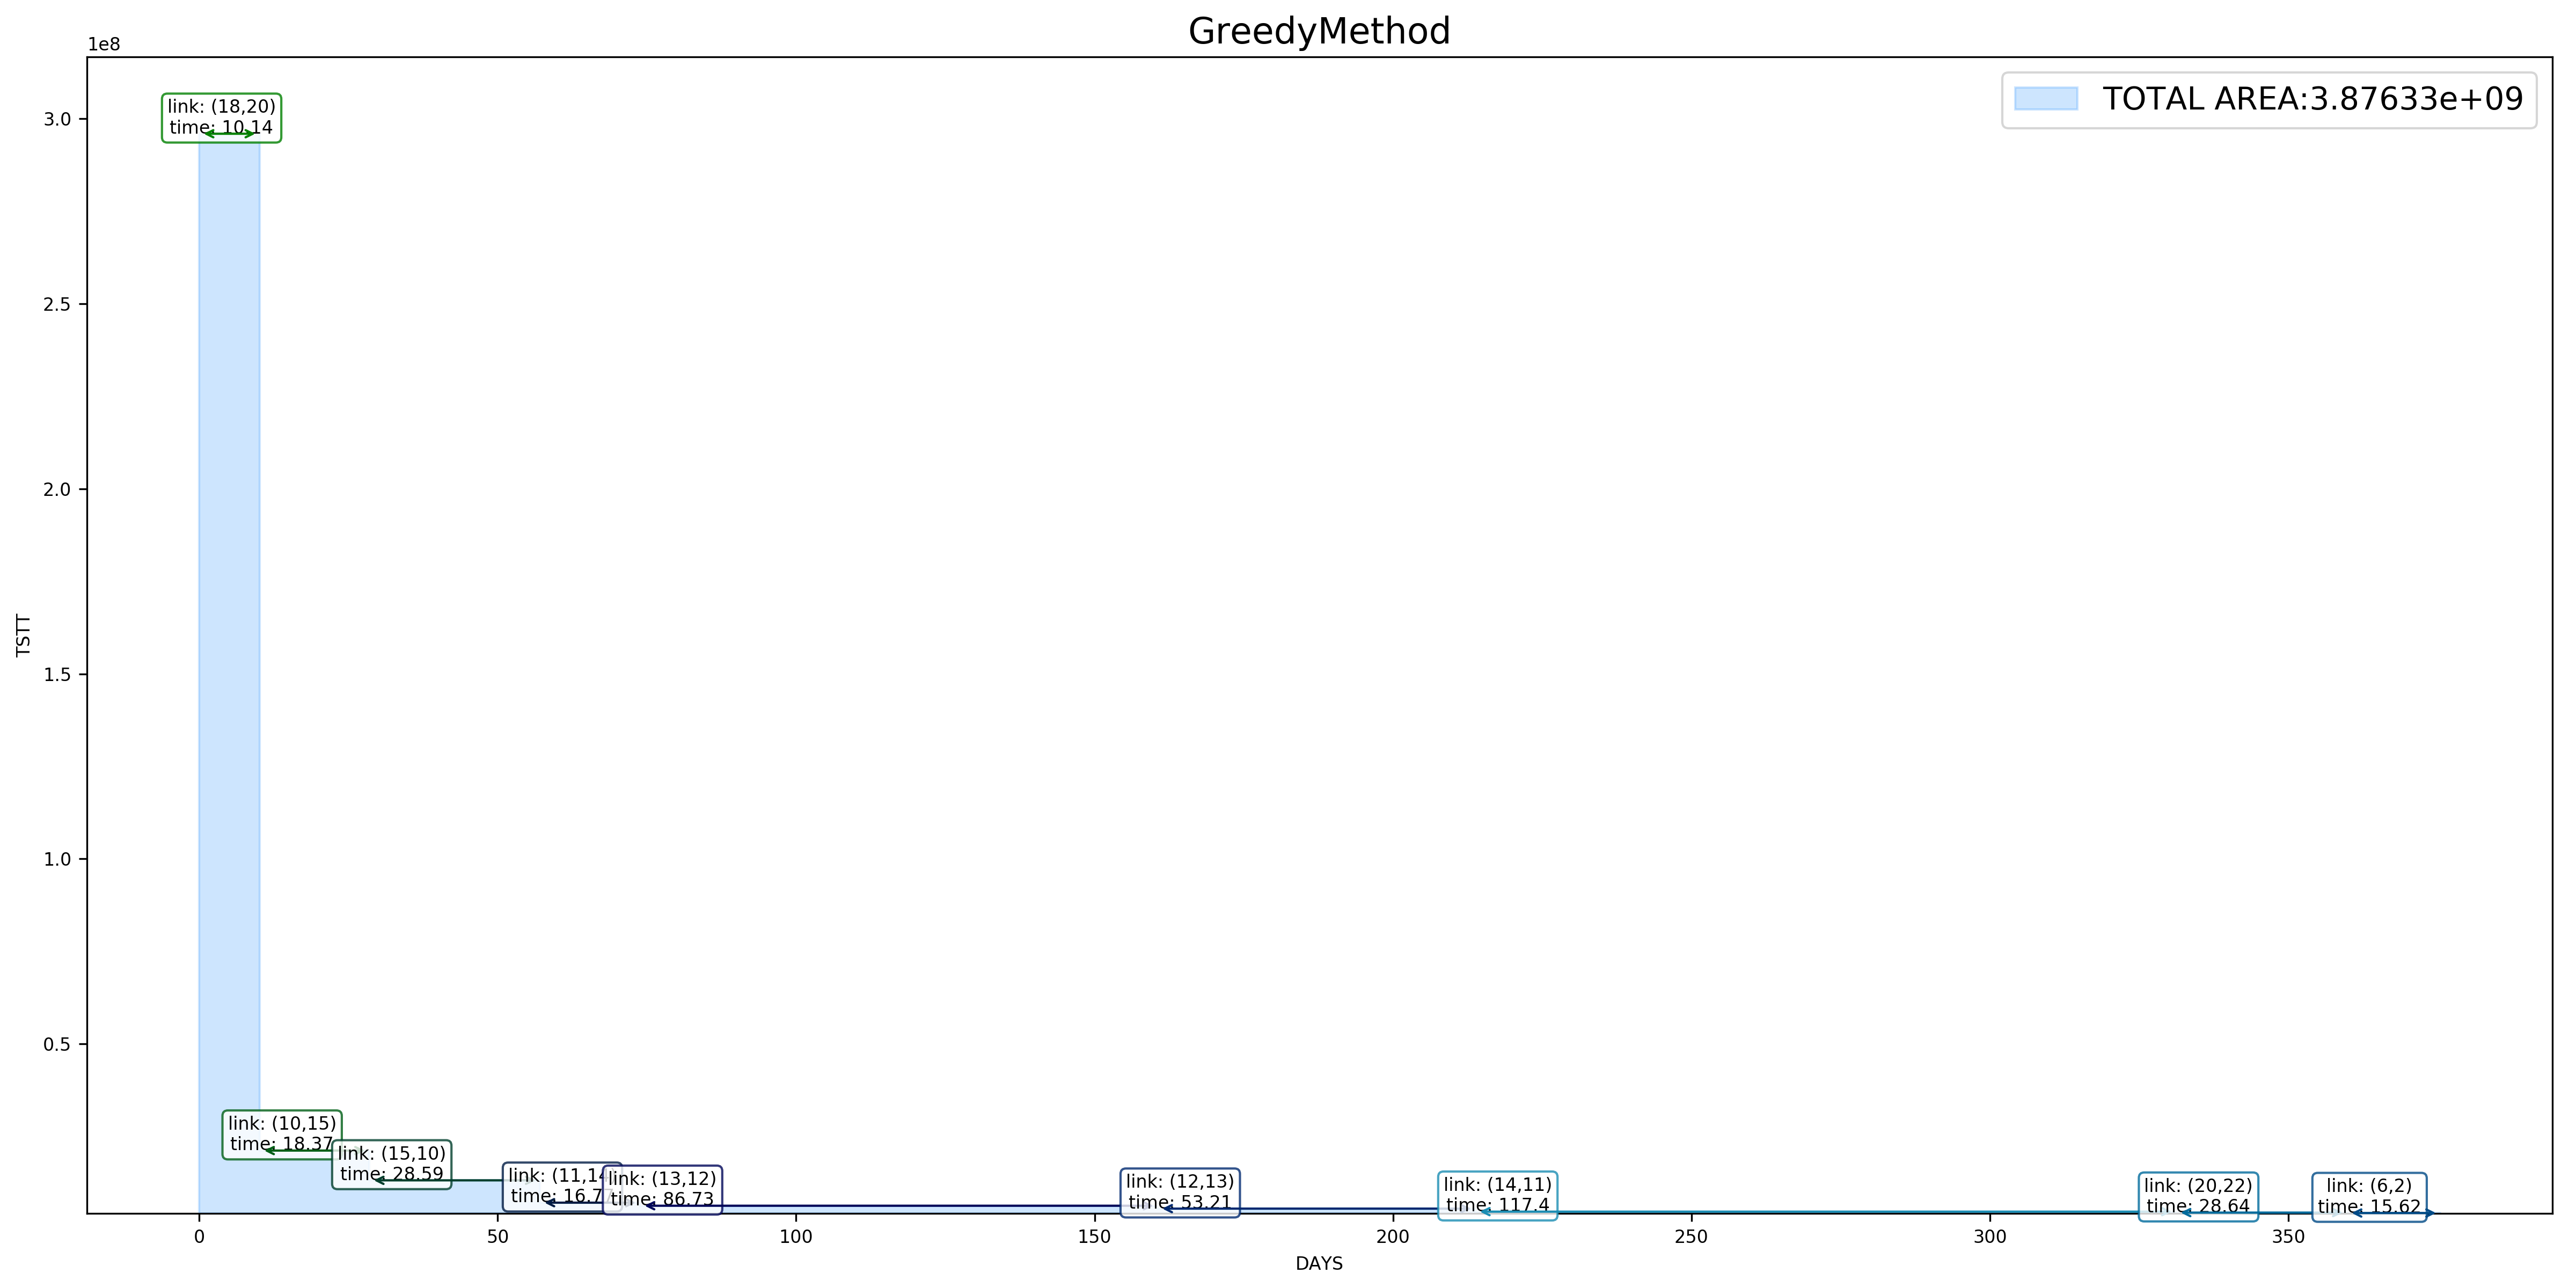 GreedyMethod
1e8
TOTAL AREA:3.87633e+09
3.0
2.5
2.0
1.5
1.0
0.5
TSTT
link: (18,20)
time: 10.14
link: (10,15)
time: 18.37
link: (15,10)
time: 28.59
link: (11,14
time: 16.7
link: (13,12)
time: 86.73
link: (12,13)
time: 53.21
link: (14,11)
time: 117.4
link: (20,22)
time: 28.64
link: (6,2)
time: 15.62
0 50 100 150 200 250 300 350
DAYS